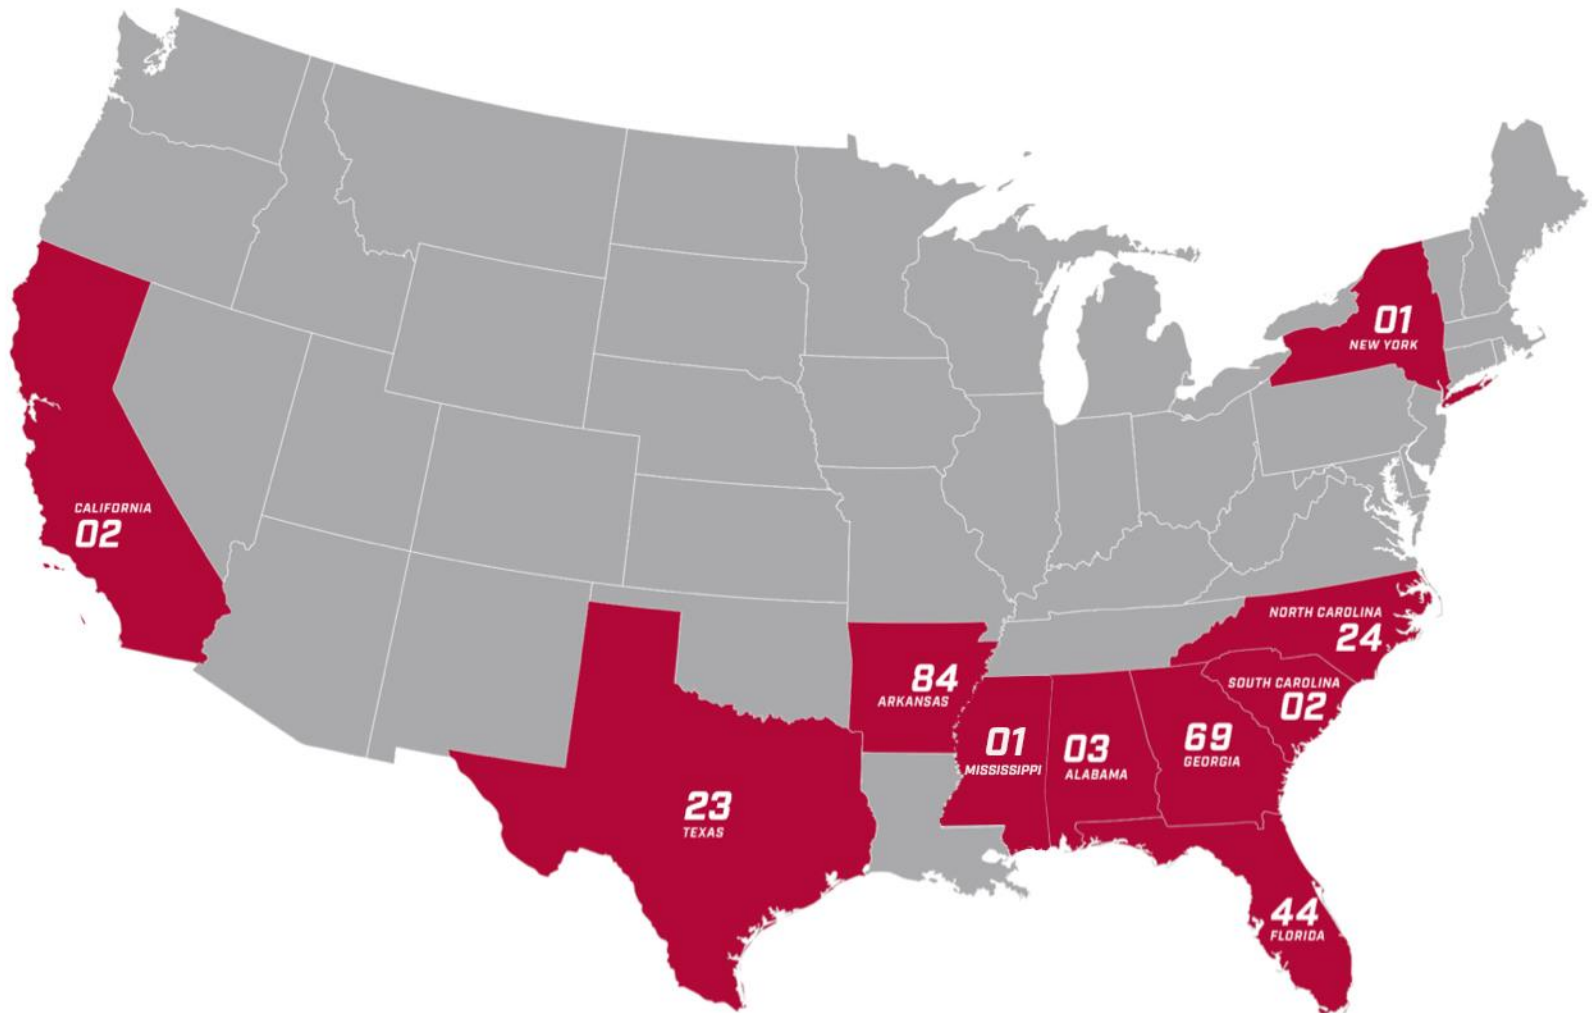 01
NEW YORK
CALIFORNIA
02
NORTH CAROLINA
24
84
ARKANSAS
SOUTH CAROLINA
02
01
MISSISSIPPI
03
ALABAMA
69
GEORGIA
23
TEXAS
44
FLORIDA